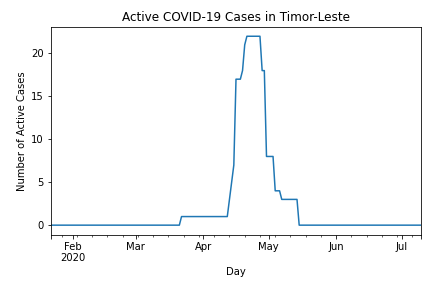 Active COVID-19 Cases in Timor-Leste
Number of Active Cases
20
15
10
5
0
Feb Mar Apr May Jun Jul
2020
Day